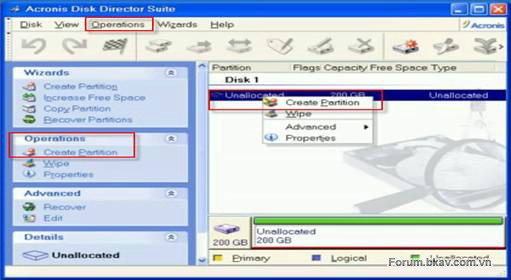 Acronis Disk Director Suite
Disk View Operations Wizards Help Acronis
Wizards
Create Partition
Increase Free Space
Copy Partition
Recover Partitions
Operations
Create Partition
Wipe
Properties
Advanced
Recover
Edit
Details
Unallocated
Partition Flags Capacity Free Space Type
Disk 1
Unallocated 200 GB Unallocated
Create Partition
Wipe
Advanced
Properties
200 GB
Unallocated
200 GB
Primary Logical Unallocated
Forum.bkav.com.vn